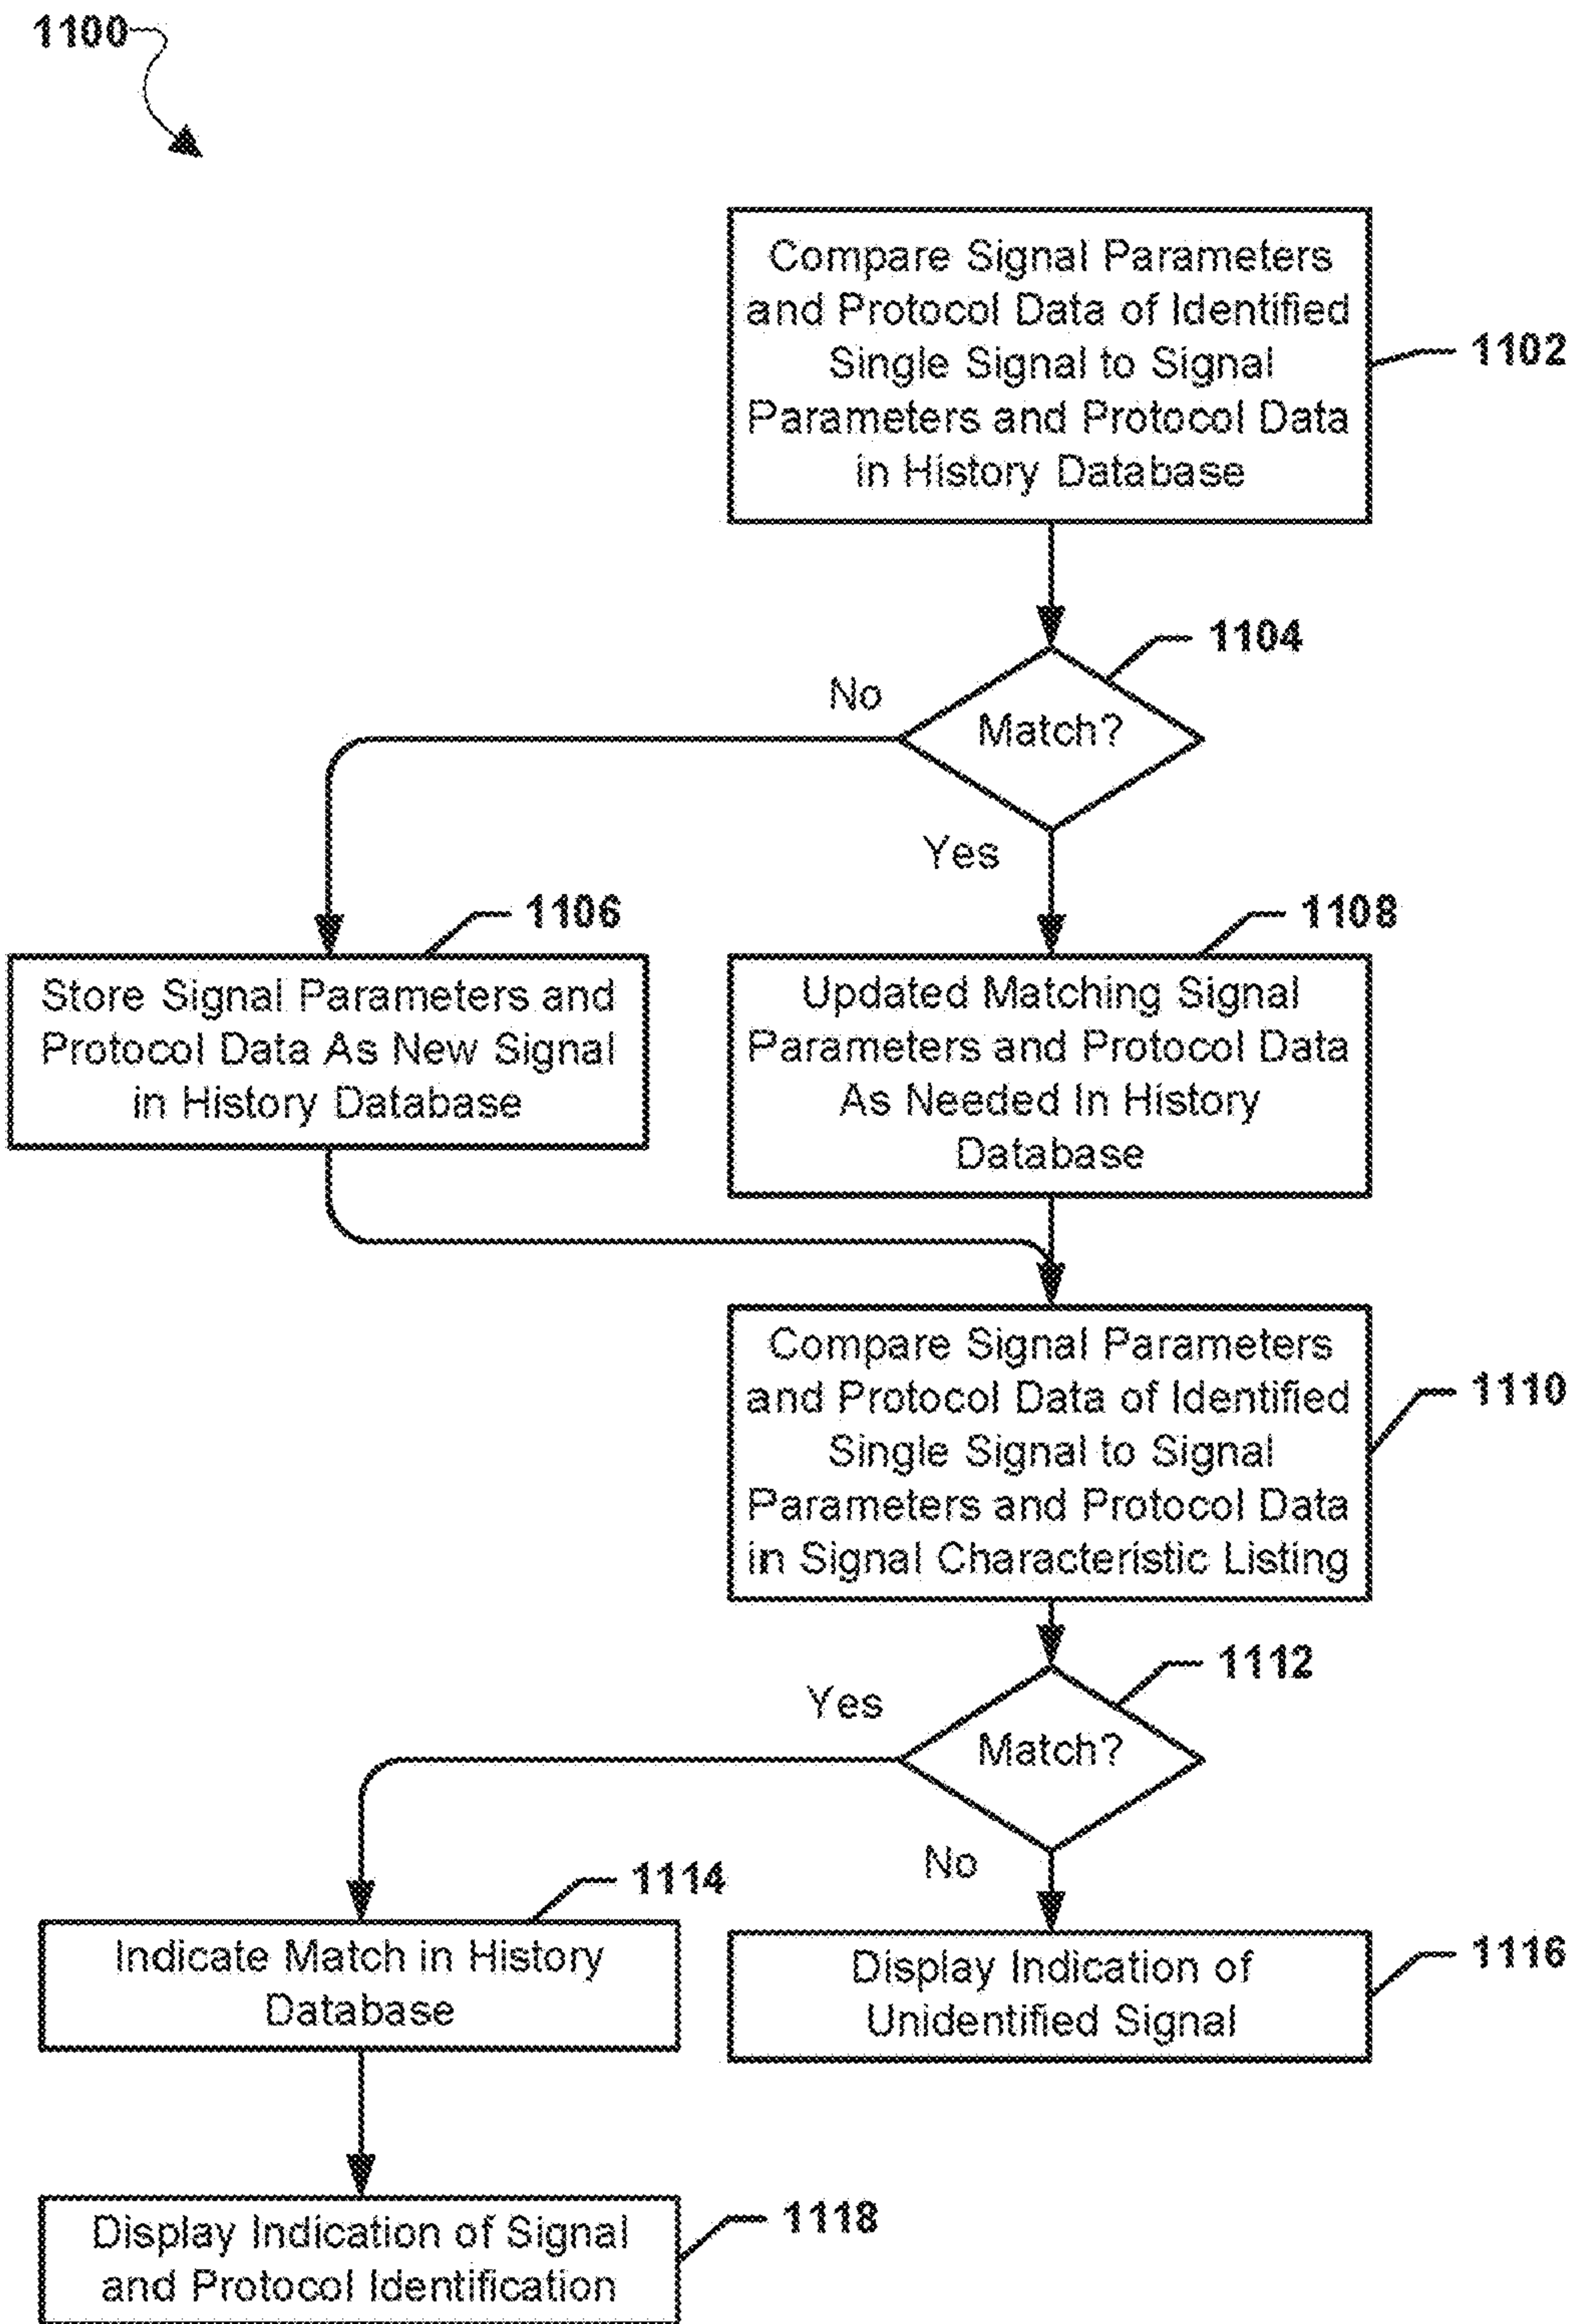 1100
Compare Signal Parameters
and Protocol Data of Identified
Single Signal to Signal
Parameters and Protocol Data
in History Database
1102
1104
No
Match?
Yes
1106
1108
Store Signal Parameters and
Protocol Data As New Signal
in History Database
Updated Matching Signal
Parameters and Protocol Data
As Needed In History
Database
Compare Signal Parameters
and Protocol Data of Identified
Single Signal to Signal
Parameters and Protocol Data
in Signal Characteristic Listing
1110
1112
Yes
Match?
No
1114
Indicate Match in History
Database
Display Indication of
Unidentified Signal
1116
Display Indication of Signal
and Protocol Identification
1118